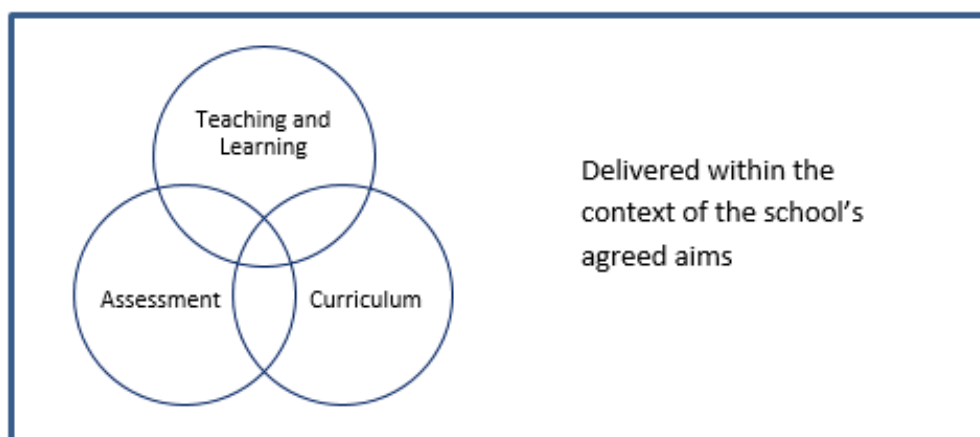 Teaching and
Learning
Assessment
Curriculum
Delivered within the
context of the school’s
agreed aims